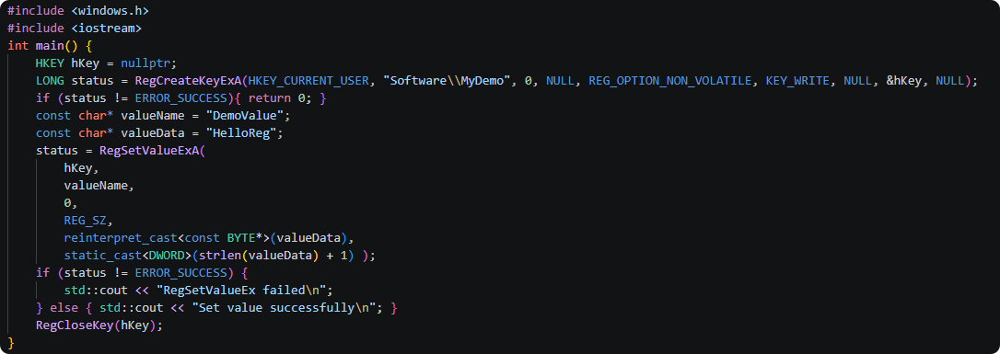 #include <windows.h>
#include <iostream>
int main() {
    HKEY hKey = nullptr;
    LONG status = RegCreateKeyExA(HKEY_CURRENT_USER, "Software\\MyDemo", 0, NULL, REG_OPTION_NON_VOLATILE, KEY_WRITE, NULL, &hKey, NULL);
    if (status != ERROR_SUCCESS){ return 0; }
    const char* valueName = "DemoValue";
    const char* valueData = "HelloReg";
    status = RegSetValueExA(
        hKey,
        valueName,
        0,
        REG_SZ,
        reinterpret_cast<const BYTE*>(valueData),
        static_cast<DWORD>(strlen(valueData) + 1) );
    if (status != ERROR_SUCCESS) {
        std::cout << "RegSetValueEx failed\n";
    } else { std::cout << "Set value successfully\n"; }
    RegCloseKey(hKey);
}